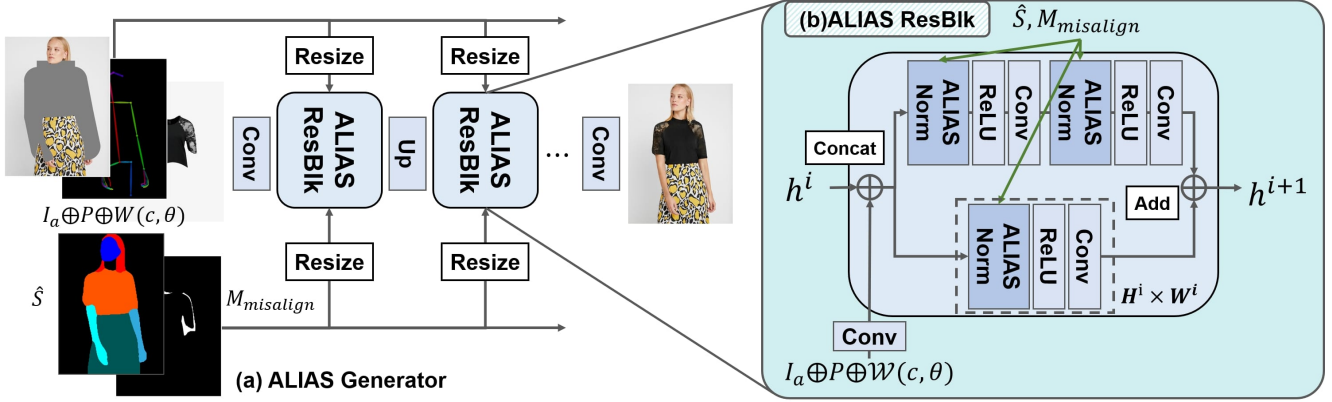 Resize
Resize
Conv
ALIAS
ResBlk
Up
ALIAS
ResBlk
...
Conv
I_a⊕P⊕W(c, θ)
Resize
Resize
Ŝ
M_misalign
(a) ALIAS Generator
(b)ALIAS ResBlk
Ŝ, M_misalign
ALIAS
Norm
ReLU
Conv
ALIAS
Norm
ReLU
Conv
Concat
h^i
Add
h^{i+1}
ALIAS
Norm
ReLU
Conv
H^i × W^i
Conv
I_a⊕P⊕𝒲(c, θ)